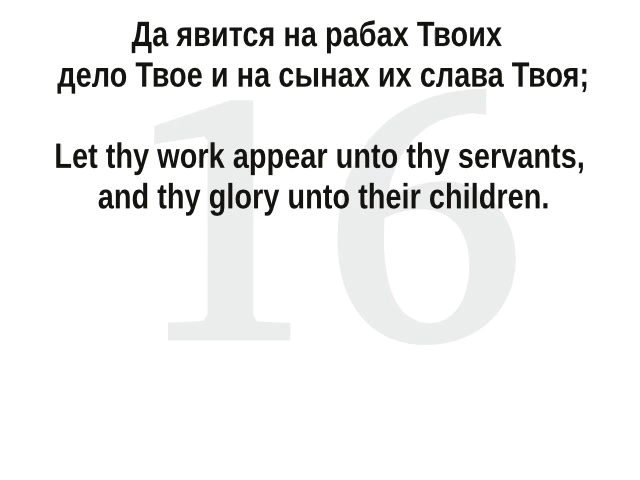 Да явится на рабах Твоих
дело Твое и на сынах их слава Твоя;
Let thy work appear unto thy servants,
and thy glory unto their children.
16